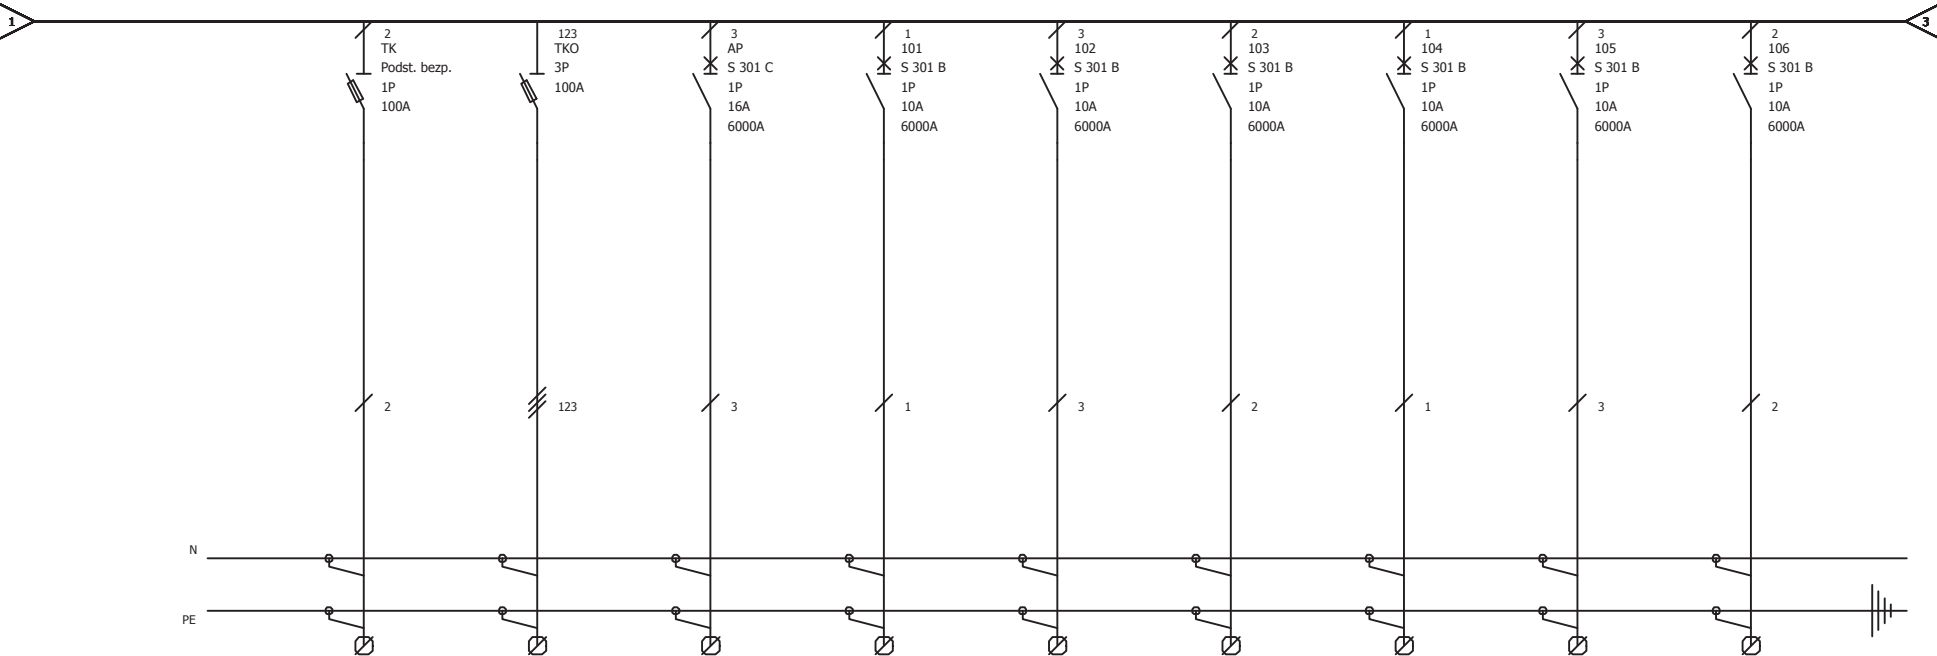 1
3
2
TK
Podst. bezp.
1P
100A
123
TKO
3P
100A
3
AP
S 301 C
1P
16A
6000A
1
101
S 301 B
1P
10A
6000A
3
102
S 301 B
1P
10A
6000A
2
103
S 301 B
1P
10A
6000A
1
104
S 301 B
1P
10A
6000A
3
105
S 301 B
1P
10A
6000A
2
106
S 301 B
1P
10A
6000A
2
123
3
1
3
2
1
3
2
N
PE